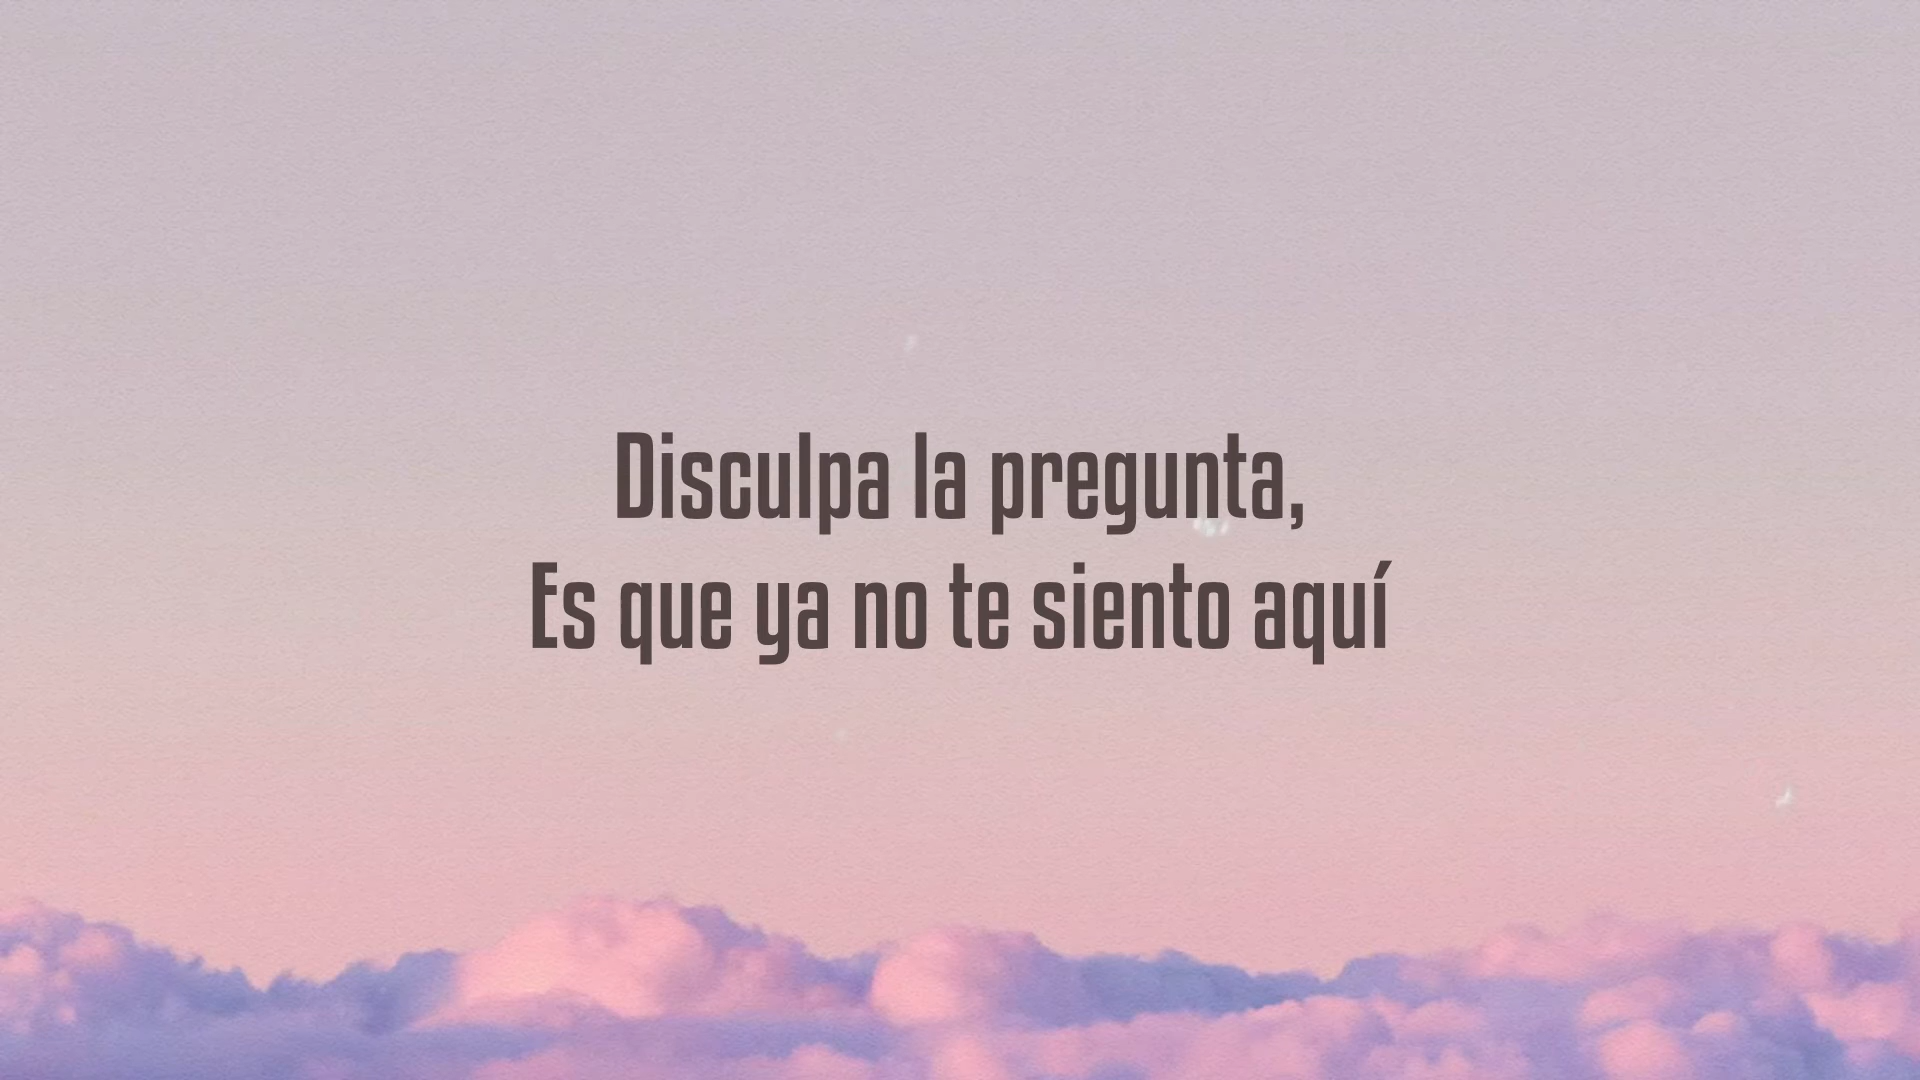 Disculpa la pregunta,
Es que ya no te siento aquí